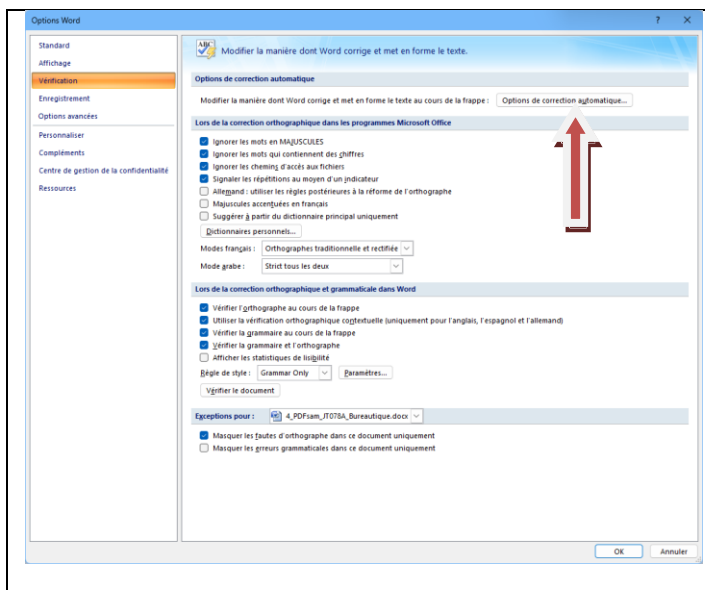 Options Word
Standard
Affichage
Vérification
Enregistrement
Options avancées
Personnaliser
Compléments
Centre de gestion de la confidentialité
Ressources
ABC Modifier la manière dont Word corrige et met en forme le texte.
Options de correction automatique
Modifier la manière dont Word corrige et met en forme le texte au cours de la frappe : Options de correction automatique...
Lors de la correction orthographique dans les programmes Microsoft Office
Ignorer les mots en MAJUSCULES
Ignorer les mots qui contiennent des chiffres
Ignorer les chemins d'accès aux fichiers
Signaler les répétitions au moyen d'un indicateur
Allemand : utiliser les règles postérieures à la réforme de l'orthographe
Majuscules accentuées en français
Suggérer à partir du dictionnaire principal uniquement
Dictionnaires personnels...
Modes français : Orthographes traditionnelle et rectifiée
Mode arabe : Strict tous les deux
Lors de la correction orthographique et grammaticale dans Word
Vérifier l'orthographe au cours de la frappe
Utiliser la vérification orthographique contextuelle (uniquement pour l'anglais, l'espagnol et l'allemand)
Vérifier la grammaire au cours de la frappe
Vérifier la grammaire et l'orthographe
Afficher les statistiques de lisibilité
Règle de style : Grammar Only Paramètres...
Vérifier le document
Exceptions pour : 4_PDFsam_JT078A_Bureautique.docx
Masquer les fautes d'orthographe dans ce document uniquement
Masquer les erreurs grammaticales dans ce document uniquement
OK Annuler